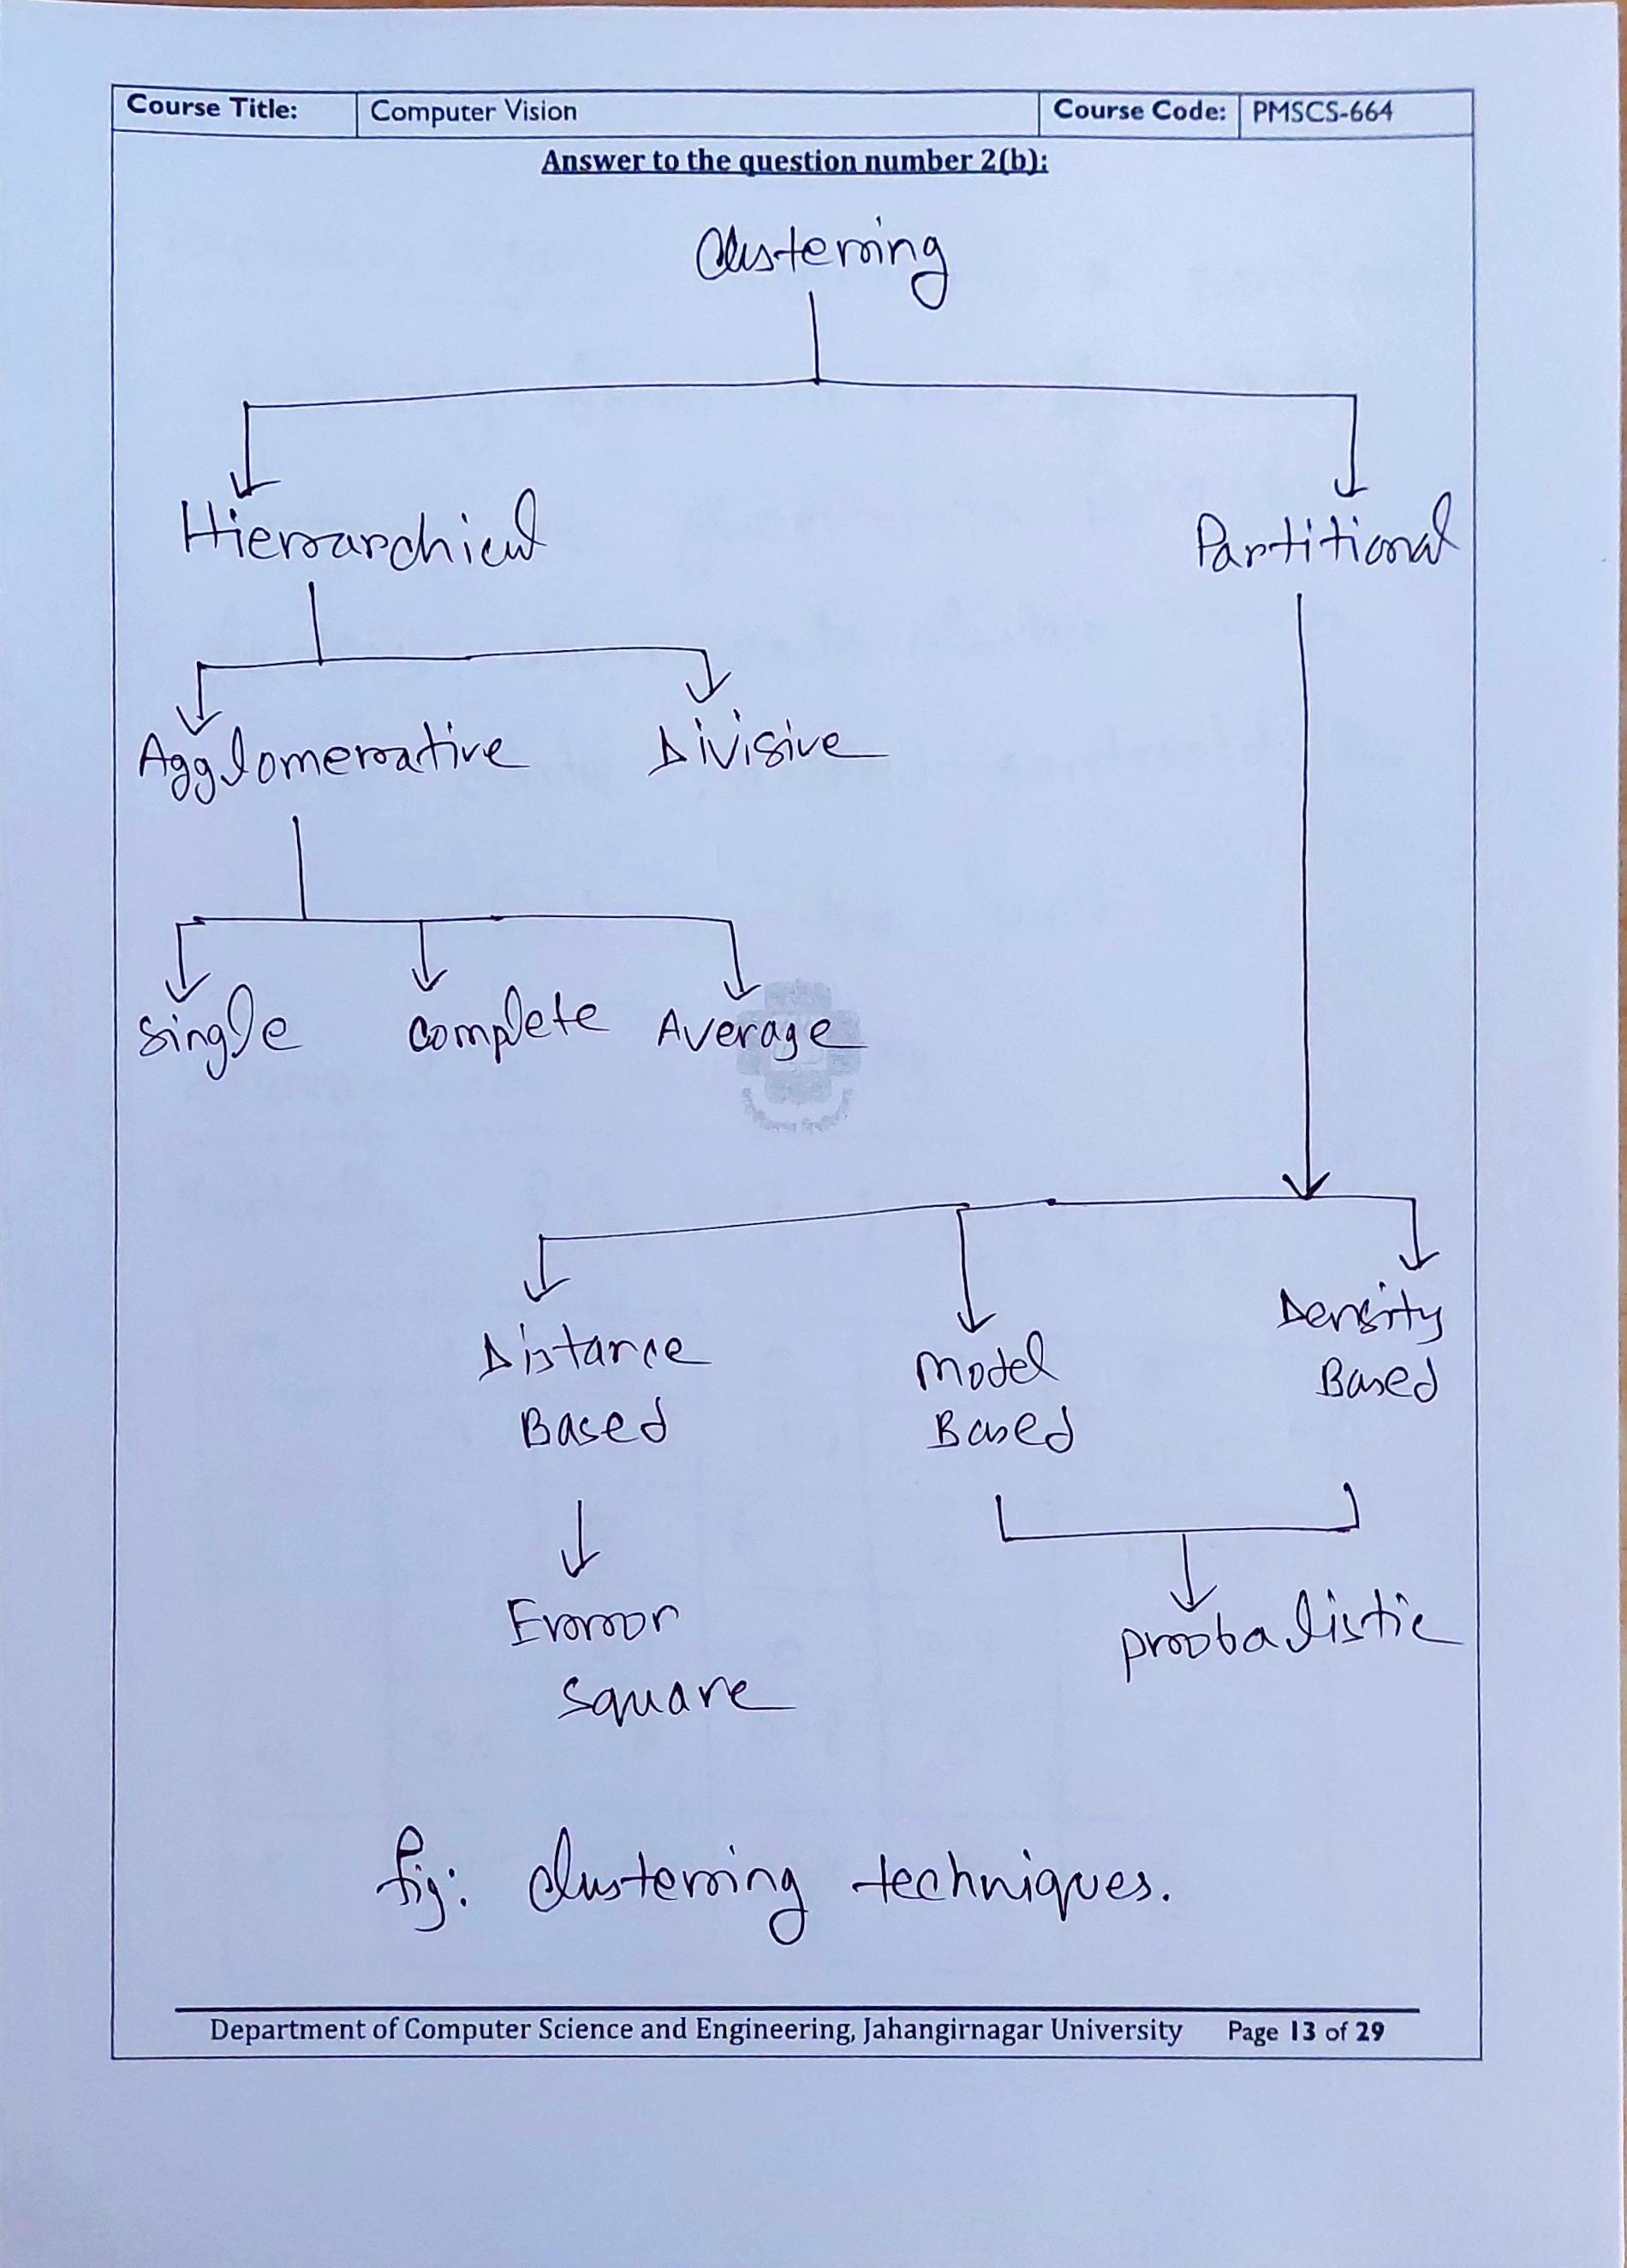 Course Title: Computer Vision Course Code: PMSCS-664
Answer to the question number 2(b):
Clustering
Hierarchical Partitional
Agglomerative Divisive
Single Complete Average
Distance
Based
Model
Based
Density
Based
Error
Square
probalistic
fig: Clustering techniques.
Department of Computer Science and Engineering, Jahangirnagar University Page 13 of 29